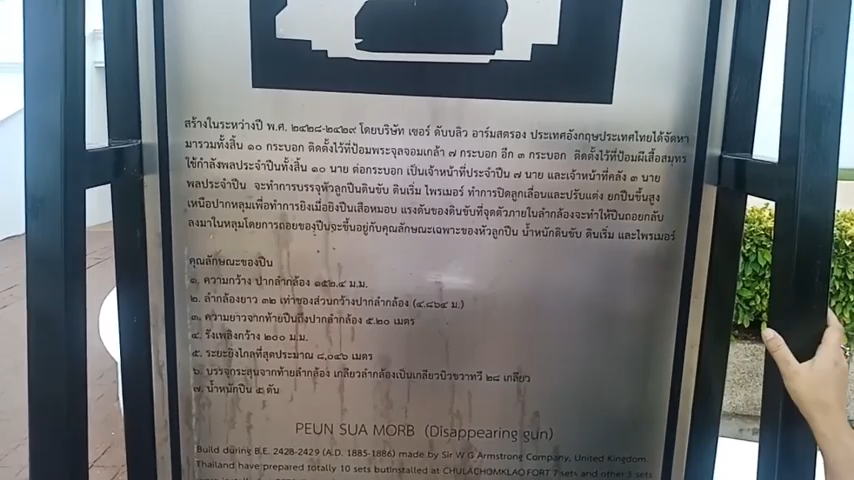 สร้างในระหว่างปี พ.ศ. ๒๔๒๘-๒๔๒๙ โดยบริษัท เซอร์ ดับบลิว อาร์มสตรอง ประเทศอังกฤษประเทศไทยได้จัดหา
มารวมทั้งสิ้น ๑๐ กระบอก ติดตั้งไว้ที่ป้อมพระจุลจอมเกล้า ๗ กระบอก อีก ๓ กระบอก ติดตั้งไว้ที่ป้อมผีเสื้อสมุทร
ใช้กำลังพลประจำปืนทั้งสิ้น ๑๐ นาย ต่อกระบอก เป็นเจ้าหน้าที่ประจำปืน ๗ นาย และเจ้าหน้าที่คลัง ๓ นาย
พลประจำปืน จะทำการบรรจุหัวลูกปืนดินขับ ดินเริ่ม ไพรเมอร์ ทำการปิดลูกเลื่อนและปรับแต่ง ยกปืนขึ้นสูง
เหนือปากหลุมเพื่อทำการยิงเมื่อยิงปืนเสือหมอบ แรงดันของดินขับที่จุดตัวภายในลำกล้องจะทำให้ปืนถอยกลับ
ลงมาในหลุมโดยการถอยของปืนจะขึ้นอยู่กับคุณลักษณะเฉพาะของหัวลูกปืน น้ำหนักดินขับ ดินเริ่ม และไพรเมอร์
คุณลักษณะของปืน
๑. ความกว้าง ปากลำกล้อง ๑๕๒.๔ ม.ม.
๒. ลำกล้องยาว ๓๒ เท่าของส่วนกว้างปากลำกล้อง (๔.๘๖๔ ม.)
๓. ความยาวจากท้ายปืนถึงปากลำกล้อง ๕.๒๐ เมตร
๔. รังเพลิงกว้าง ๒๐๐ ม.ม.
๕. ระยะยิงไกลที่สุดประมาณ ๘,๐๔๖ เมตร
๖. บรรจุกระสุนจากท้ายลำกล้อง เกลียวลำกล้องเป็นเกลียวบิวขวาทวี ๒๘ เกลียว
๗. น้ำหนักปืน ๕ ตัน
PEUN SUA MORB (Disappearing gun)
Build during B.E. 2428-2429 (A.D. 1885-1886) made by Sir W G Armstrong Company, United Kingdom.
Thailand have prepared totally 10 sets butinstalled at CHULACHOMKLAO FORT 7 sets and other 3 sets